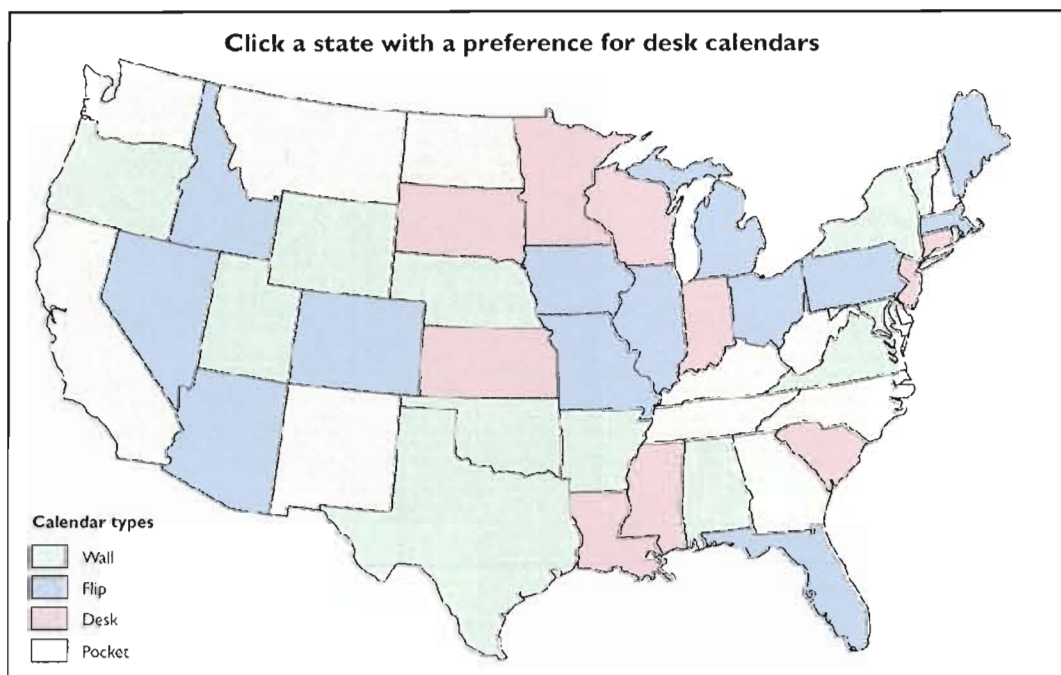 Click a state with a preference for desk calendars
Calendar types
Wall
Flip
Desk
Pocket